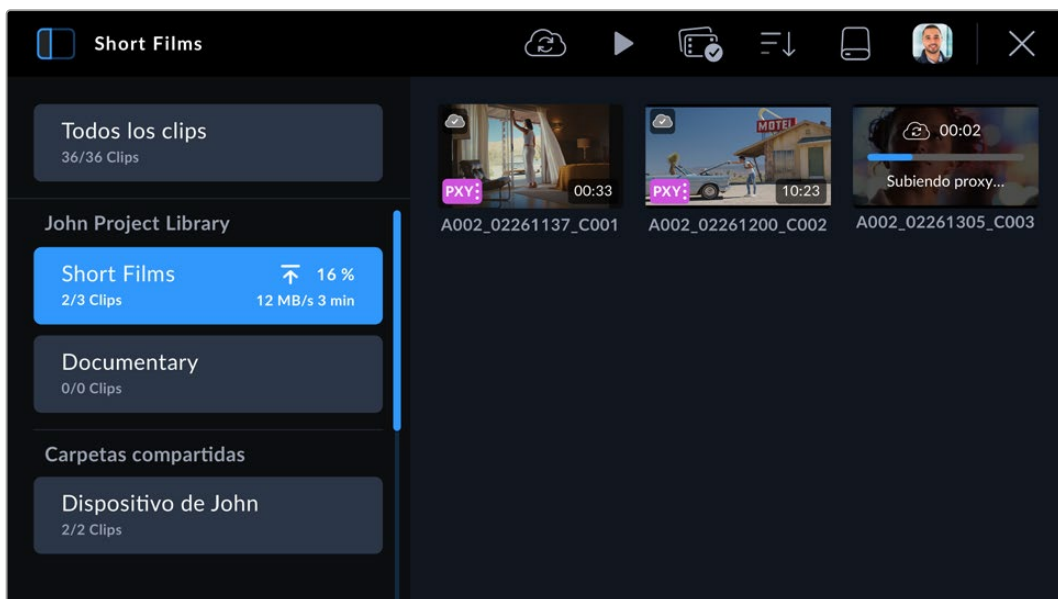 Short Films
Todos los clips
36/36 Clips
John Project Library
Short Films 16 %
2/3 Clips 12 MB/s 3 min
Documentary
0/0 Clips
Carpetas compartidas
Dispositivo de John
2/2 Clips
PXY 00:33
A002_02261137_C001
MOTEL
PXY 10:23
A002_02261200_C002
00:02
Subiendo proxy...
A002_02261305_C003